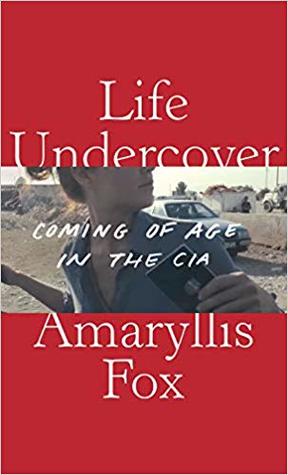 Life
Undercover
COMING OF AGE
IN THE CIA
Amaryllis
Fox